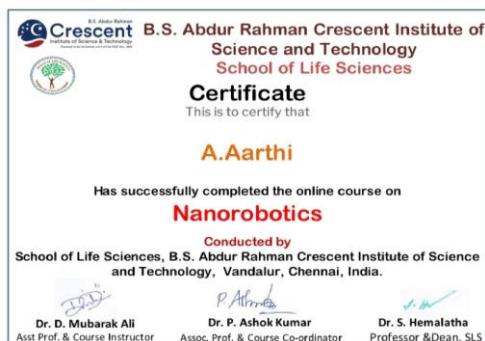 B.S. Abdur Rahman
Crescent
Institute of Science & Technology
B.S. Abdur Rahman Crescent Institute of
Science and Technology
School of Life Sciences
Certificate
This is to certify that
A.Aarthi
Has successfully completed the online course on
Nanorobotics
Conducted by
School of Life Sciences, B.S. Abdur Rahman Crescent Institute of Science
and Technology, Vandalur, Chennai, India.
Dr. D. Mubarak Ali
Asst Prof. & Course Instructor
Dr. P. Ashok Kumar
Assoc. Prof. & Course Co-ordinator
Dr. S. Hemalatha
Professor &Dean, SLS